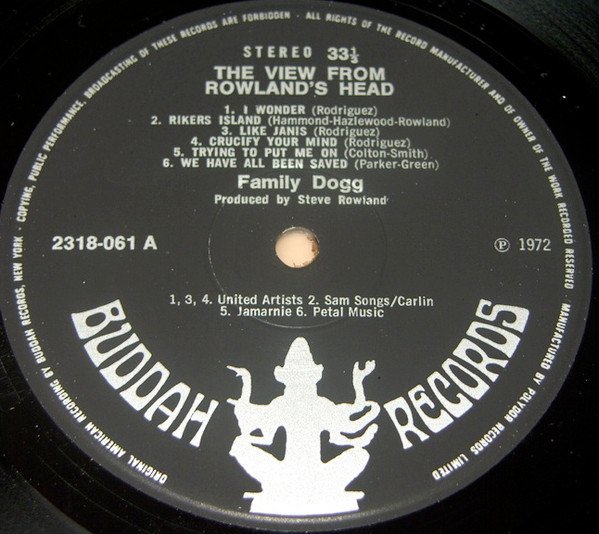 COPYING, PUBLIC PERFORMANCE, BROADCASTING OF THESE RECORDS ARE FORBIDDEN · ALL RIGHTS OF THE RECORD MANUFACTURER AND OF OWNER OF THE WORK RECORDED RESERVED
STEREO 33⅓
THE VIEW FROM
ROWLAND'S HEAD
1. I WONDER (Rodriguez)
2. RIKERS ISLAND (Hammond-Hazlewood-Rowland)
3. LIKE JANIS (Rodriguez)
4. CRUCIFY YOUR MIND (Rodriguez)
5. TRYING TO PUT ME ON (Colton-Smith)
6. WE HAVE ALL BEEN SAVED (Parker-Green)
Family Dogg
Produced by Steve Rowland
2318-061 A
℗ 1972
1, 3, 4. United Artists 2. Sam Songs/Carlin
5. Jamarnie 6. Petal Music
BUDDAH RECORDS
ORIGINAL AMERICAN RECORDING BY BUDDAH RECORDS, NEW YORK ·
MANUFACTURED BY POLYDOR RECORDS LIMITED